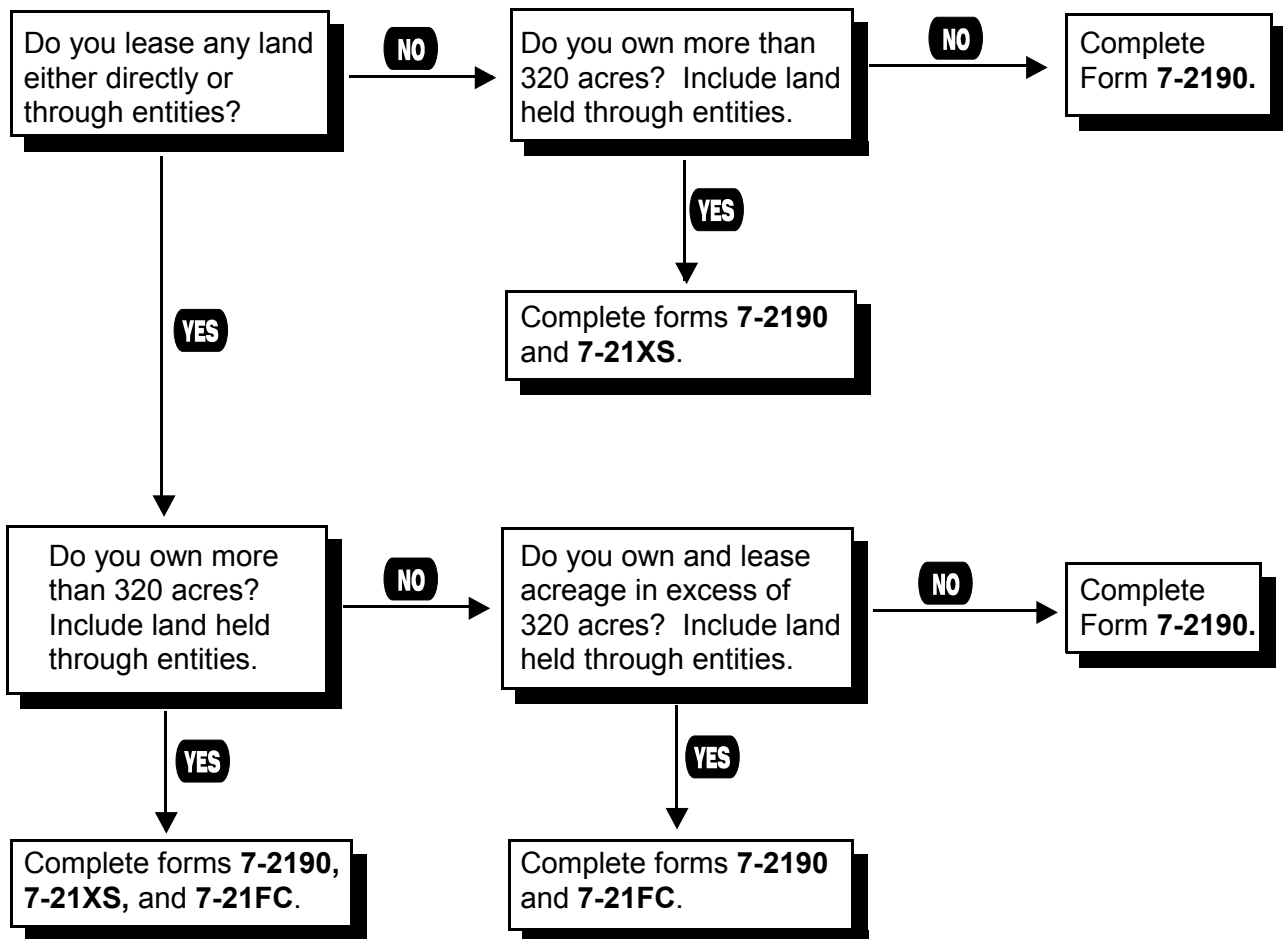 Do you lease any land
either directly or
through entities?
NO
Do you own more than
320 acres? Include land
held through entities.
NO
Complete
Form 7-2190.
YES
Complete forms 7-2190
and 7-21XS.
YES
Do you own more
than 320 acres?
Include land held
through entities.
NO
Do you own and lease
acreage in excess of
320 acres? Include land
held through entities.
NO
Complete
Form 7-2190.
YES
Complete forms 7-2190,
7-21XS, and 7-21FC.
YES
Complete forms 7-2190
and 7-21FC.